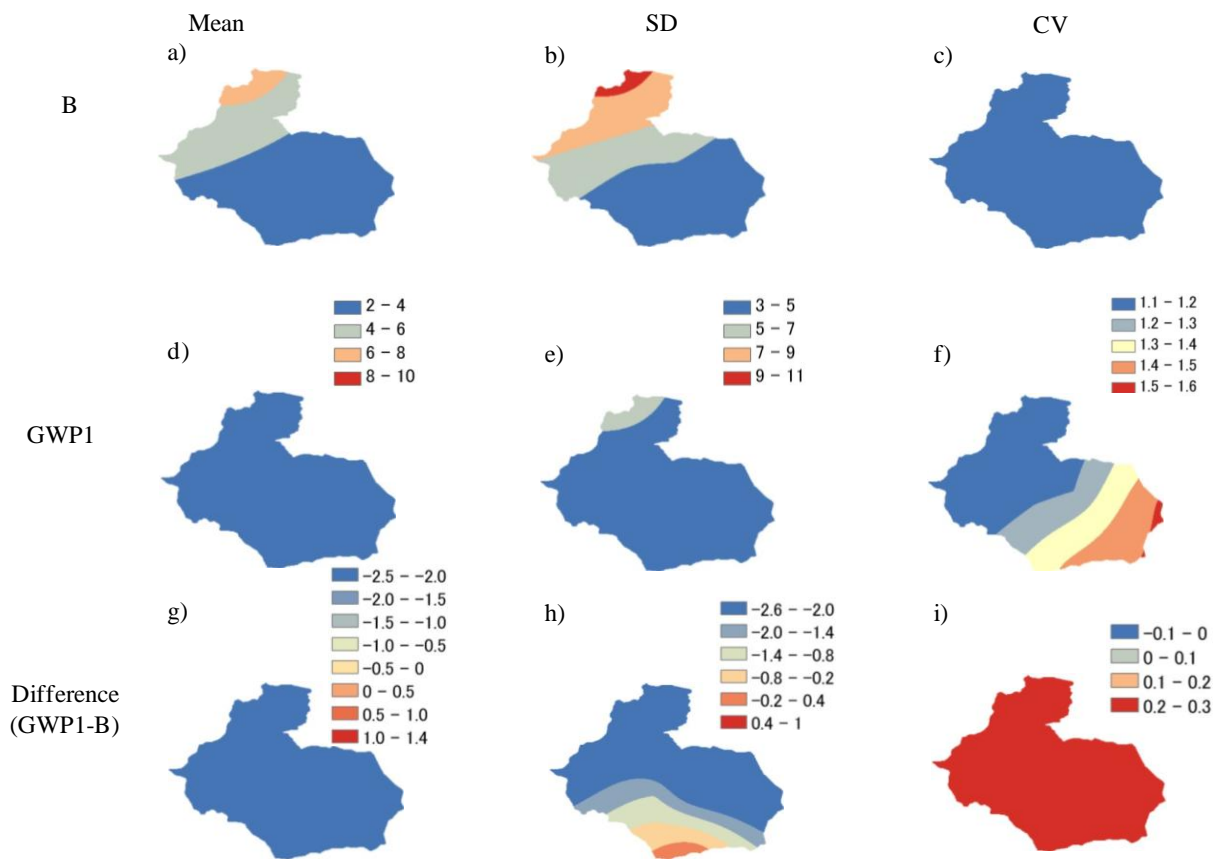 Mean SD CV
a) b) c)
B
2 – 4
4 – 6
6 – 8
8 – 10
3 – 5
5 – 7
7 – 9
9 – 11
1.1 – 1.2
1.2 – 1.3
1.3 – 1.4
1.4 – 1.5
1.5 – 1.6
d) e) f)
GWP1
-2.5 – -2.0
-2.0 – -1.5
-1.5 – -1.0
-1.0 – -0.5
-0.5 – 0
0 – 0.5
0.5 – 1.0
1.0 – 1.4
-2.6 – -2.0
-2.0 – -1.4
-1.4 – -0.8
-0.8 – -0.2
-0.2 – 0.4
0.4 – 1
-0.1 – 0
0 – 0.1
0.1 – 0.2
0.2 – 0.3
g) h) i)
Difference
(GWP1-B)